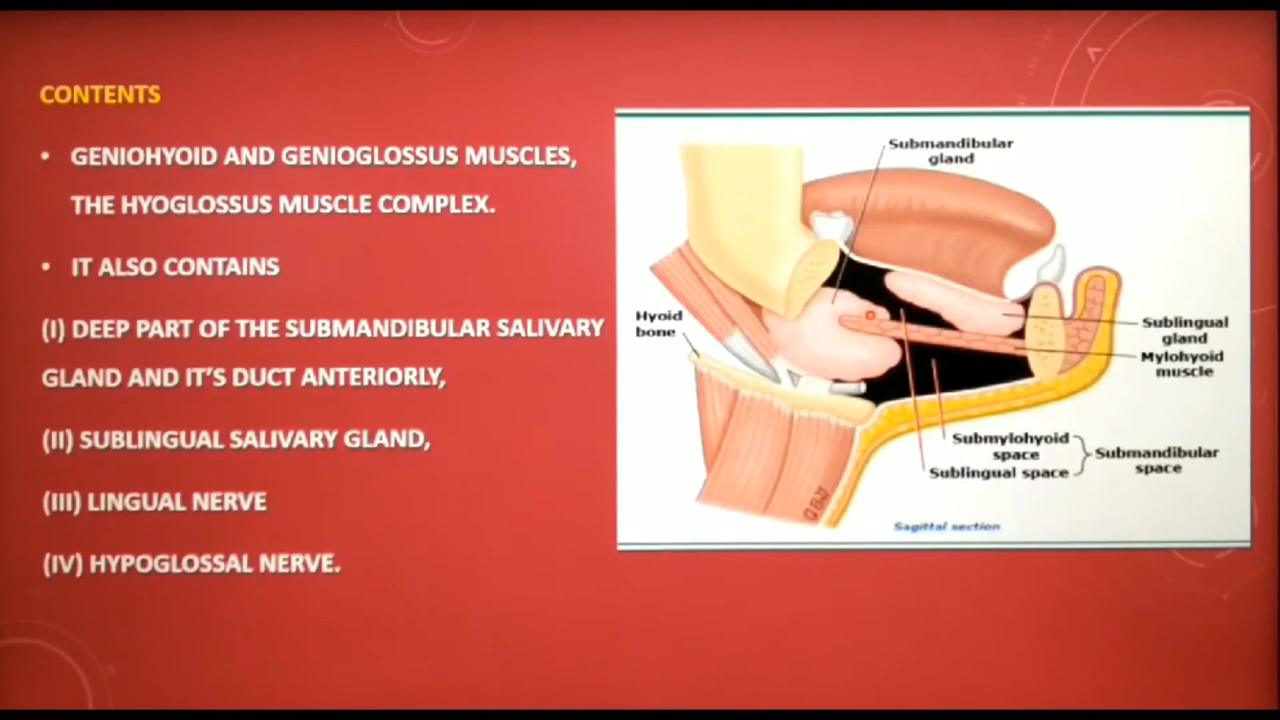 CONTENTS
• GENIOHYOID AND GENIOGLOSSUS MUSCLES,
THE HYOGLOSSUS MUSCLE COMPLEX.
• IT ALSO CONTAINS
(I) DEEP PART OF THE SUBMANDIBULAR SALIVARY
GLAND AND IT'S DUCT ANTERIORLY,
(II) SUBLINGUAL SALIVARY GLAND,
(III) LINGUAL NERVE
(IV) HYPOGLOSSAL NERVE.
Submandibular
gland
Hyoid
bone
Sublingual
gland
Mylohyoid
muscle
Submylohyoid
space
Sublingual space
Submandibular
space
Sagittal section